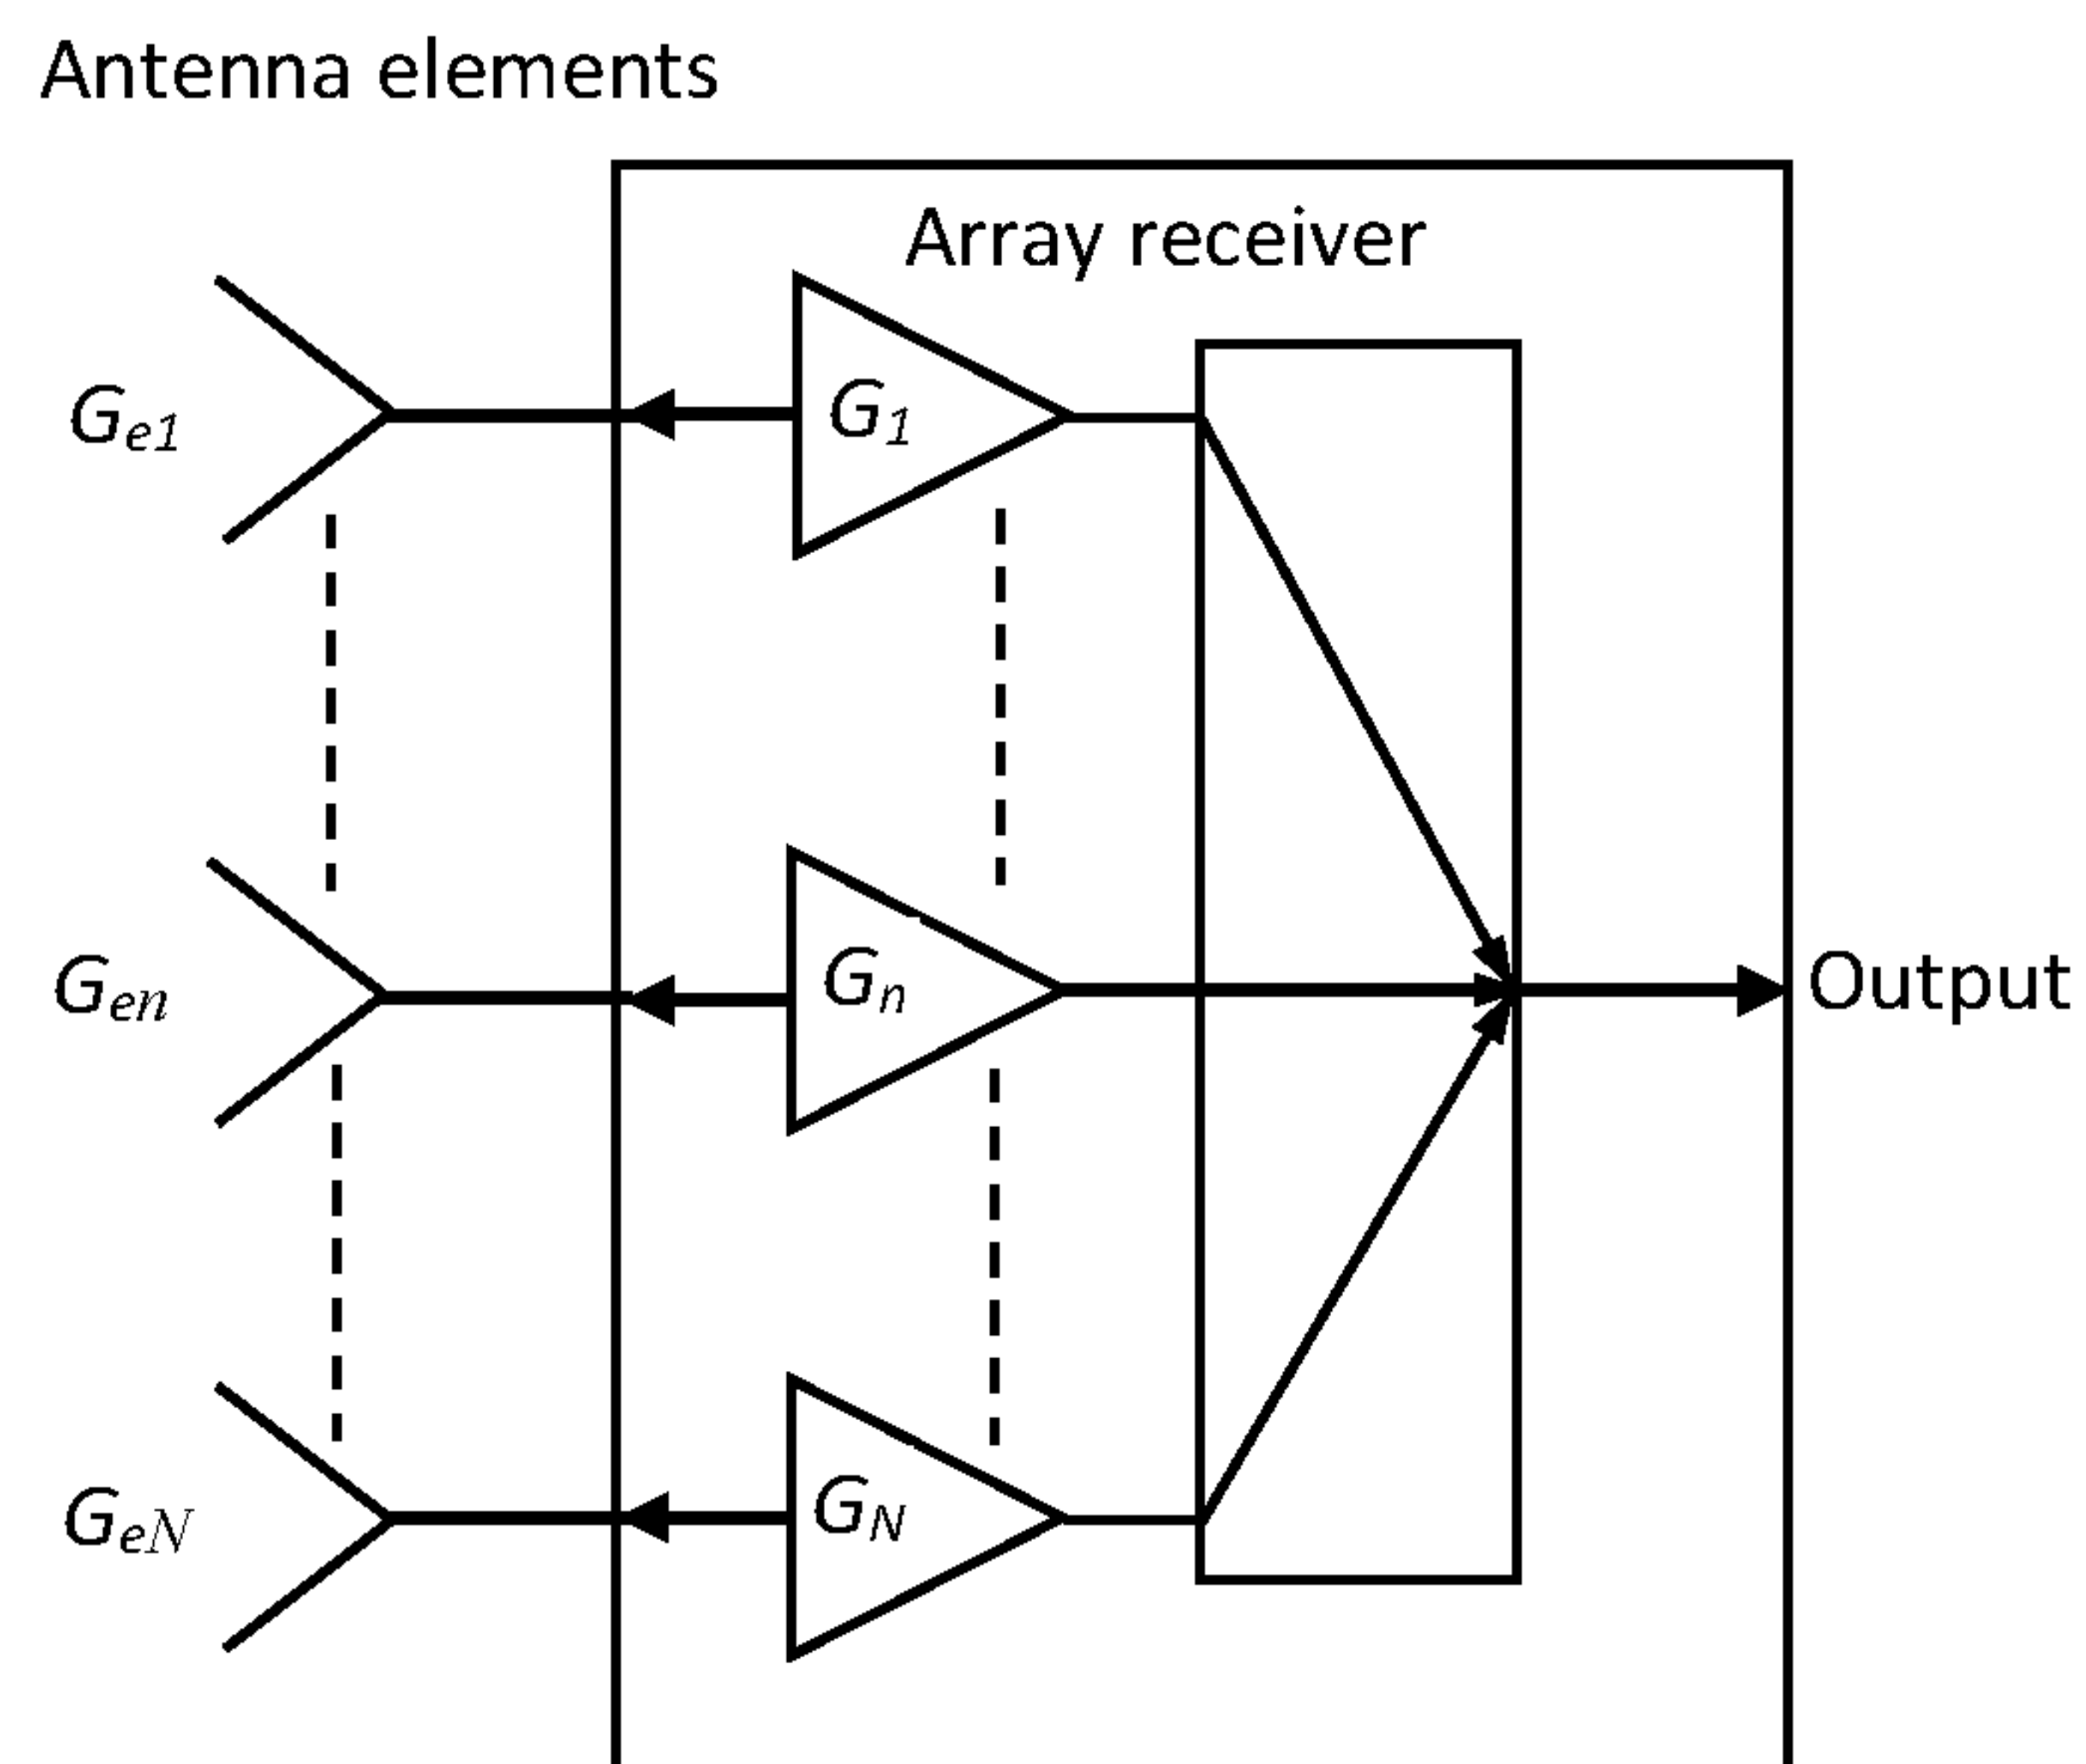 Antenna elements
Array receiver
Ge1
G1
Gen
Gn
Output
GeN
GN